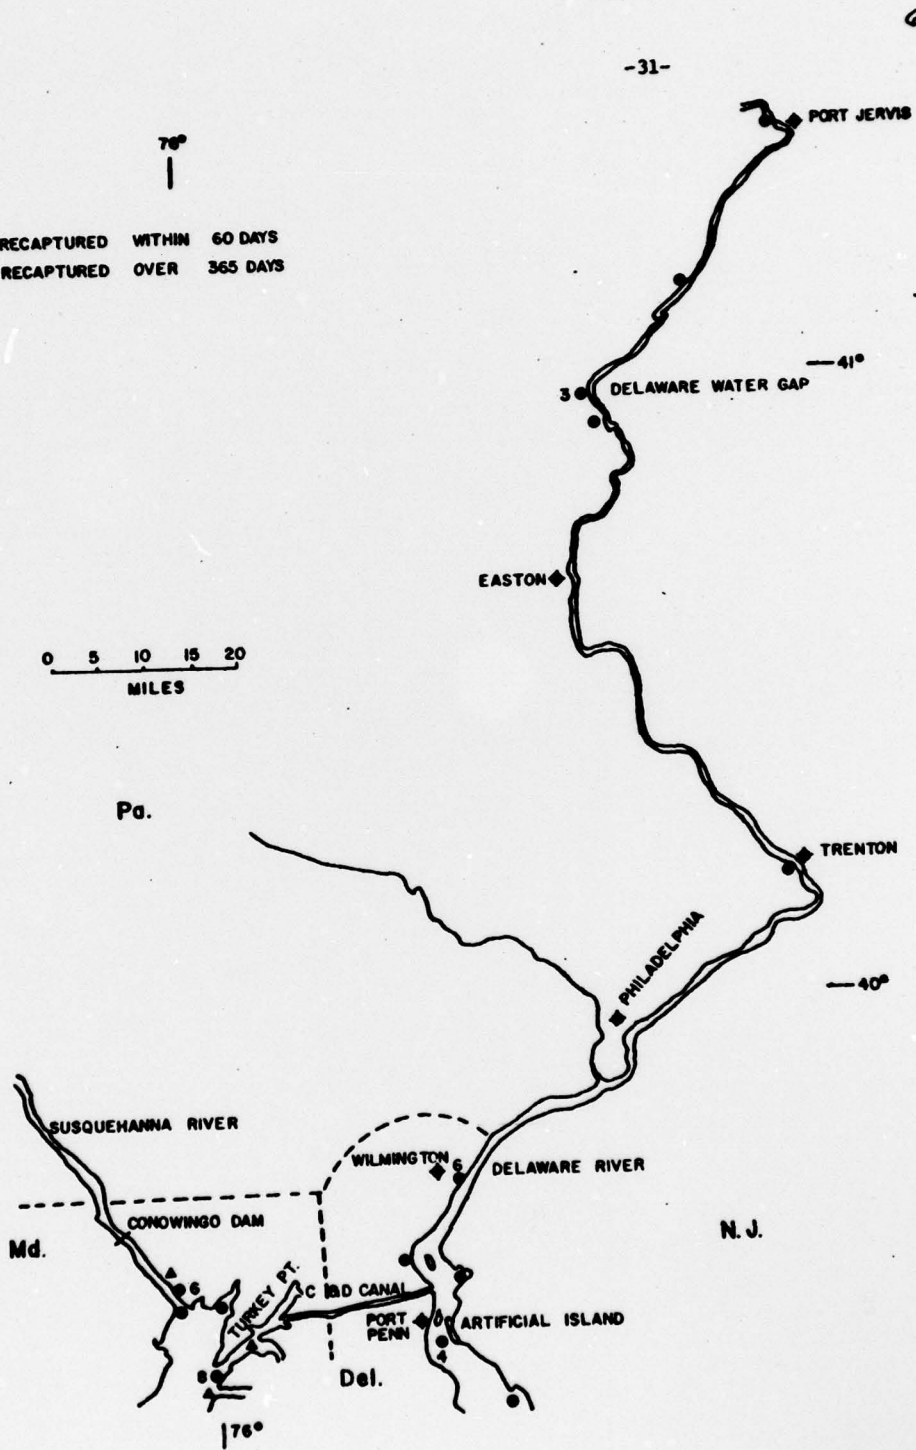 -31-
PORT JERVIS
76°
RECAPTURED WITHIN 60 DAYS
RECAPTURED OVER 365 DAYS
41°
3 DELAWARE WATER GAP
EASTON
0 5 10 15 20
MILES
Pa.
TRENTON
PHILADELPHIA
40°
SUSQUEHANNA RIVER
WILMINGTON 6
DELAWARE RIVER
CONOWINGO DAM
N.J.
Md.
6
TURKEY PT.
C & D CANAL
PORT PENN
ARTIFICIAL ISLAND
4
8
Del.
76°